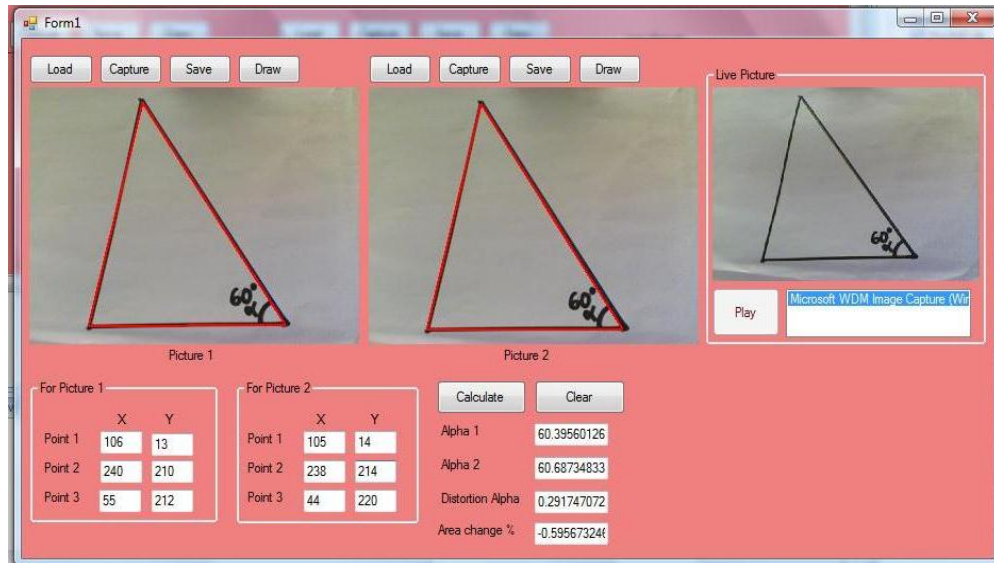 Form1
Load Capture Save Draw Load Capture Save Draw
Live Picture
60°
α
60°
α
60°
α
Play
Microsoft WDM Image Capture (Wir
Picture 1 Picture 2
For Picture 1
X Y
Point 1 106 13
Point 2 240 210
Point 3 55 212
For Picture 2
X Y
Point 1 105 14
Point 2 238 214
Point 3 44 220
Calculate Clear
Alpha 1 60.39560126
Alpha 2 60.68734833
Distortion Alpha 0.291747072
Area change % -0.59567324